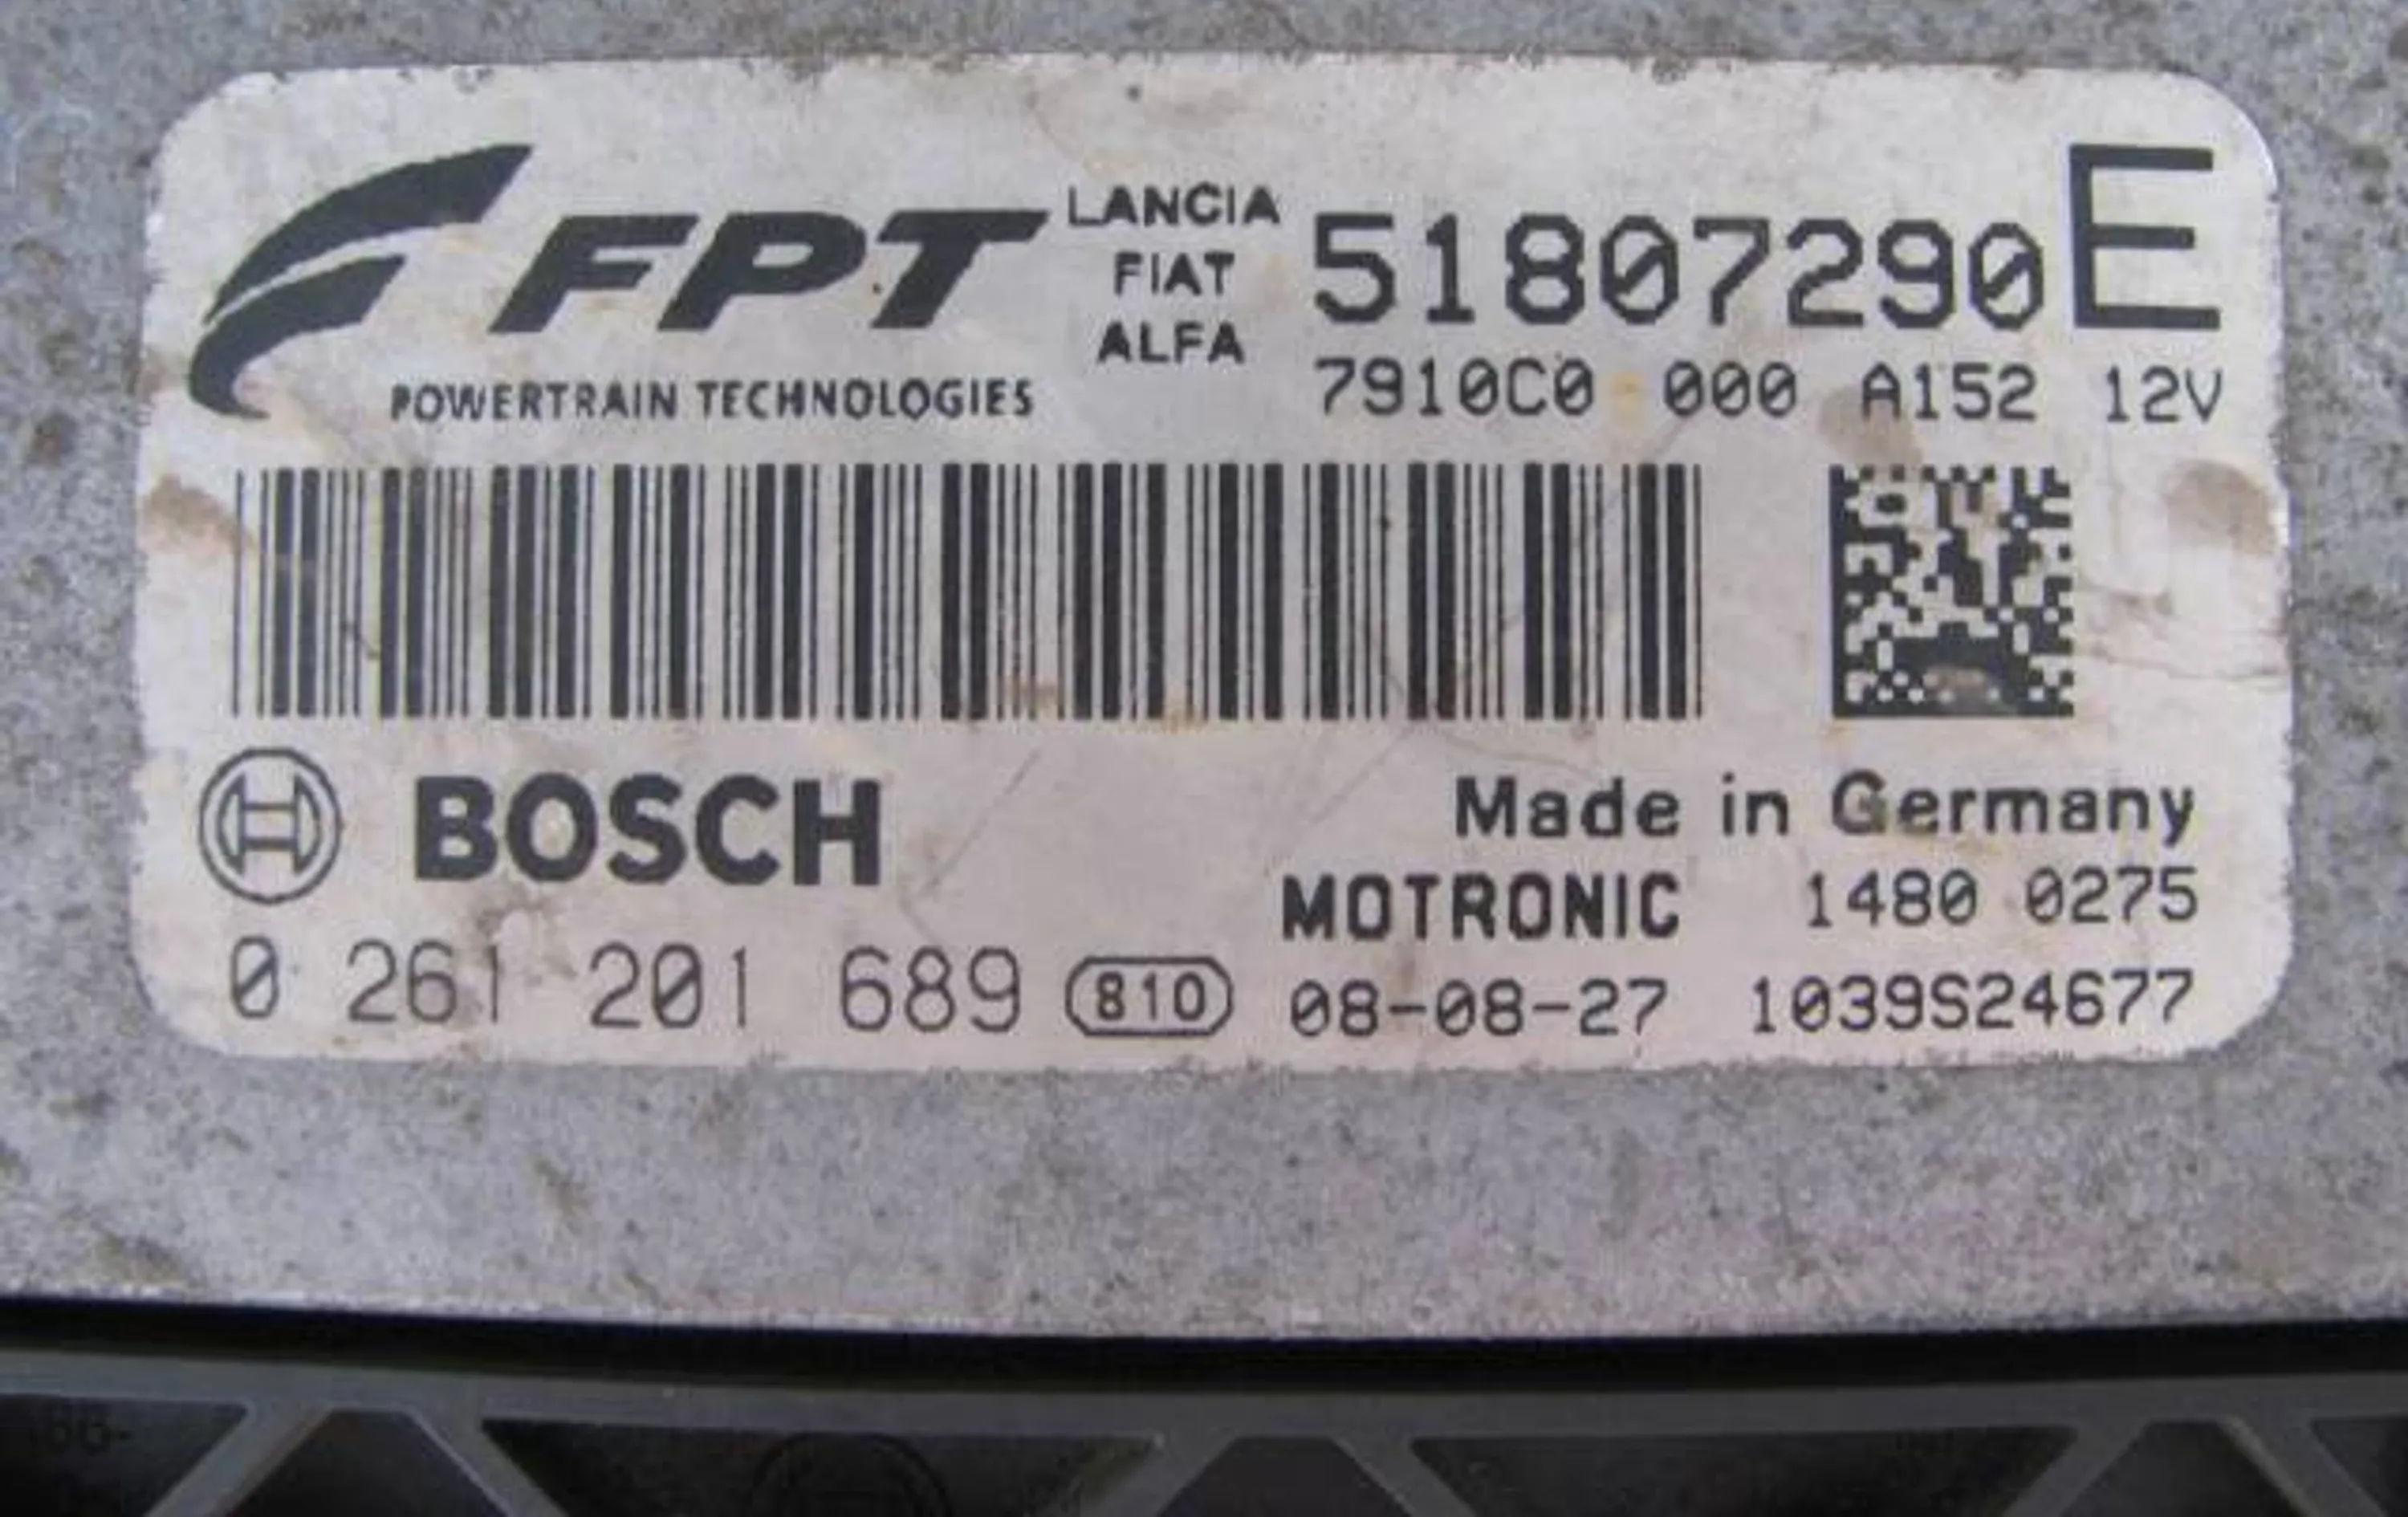 FPT
POWERTRAIN TECHNOLOGIES
LANCIA
FIAT
ALFA
51807290 E
7910C0 000 A152 12V
BOSCH
Made in Germany
MOTRONIC 1480 0275
0 261 201 689 810 08-08-27 1039S24677